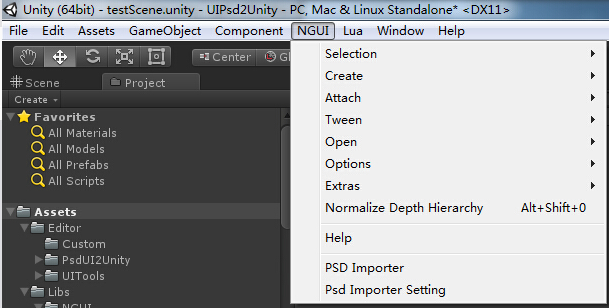 Unity (64bit) - testScene.unity - UIPsd2Unity - PC, Mac & Linux Standalone* <DX11>
File Edit Assets GameObject Component NGUI Lua Window Help
Center
Scene Project
Create
Favorites
All Materials
All Models
All Prefabs
All Scripts
Assets
Editor
Custom
PsdUI2Unity
UITools
Libs
NGUI
Selection
Create
Attach
Tween
Open
Options
Extras
Normalize Depth Hierarchy Alt+Shift+0
Help
PSD Importer
Psd Importer Setting